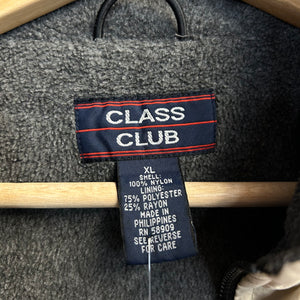 CLASS
CLUB
XL
SHELL:
100% NYLON
LINING:
75% POLYESTER
25% RAYON
MADE IN
PHILIPPINES
RN 58909
SEE REVERSE
FOR CARE